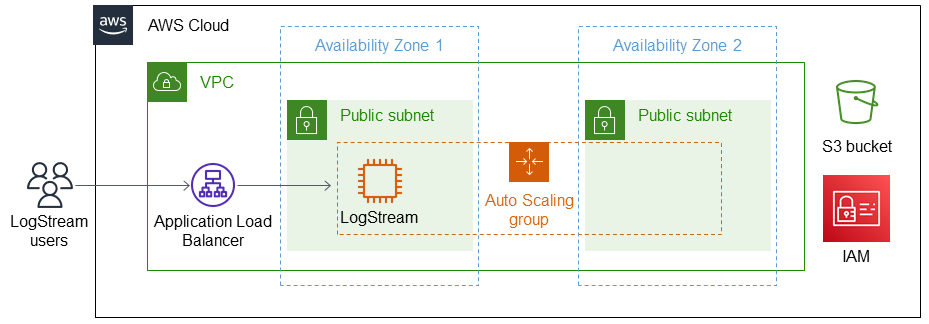 aws
AWS Cloud
Availability Zone 1
Availability Zone 2
VPC
Public subnet
Public subnet
S3 bucket
LogStream
users
Application Load
Balancer
LogStream
Auto Scaling
group
IAM